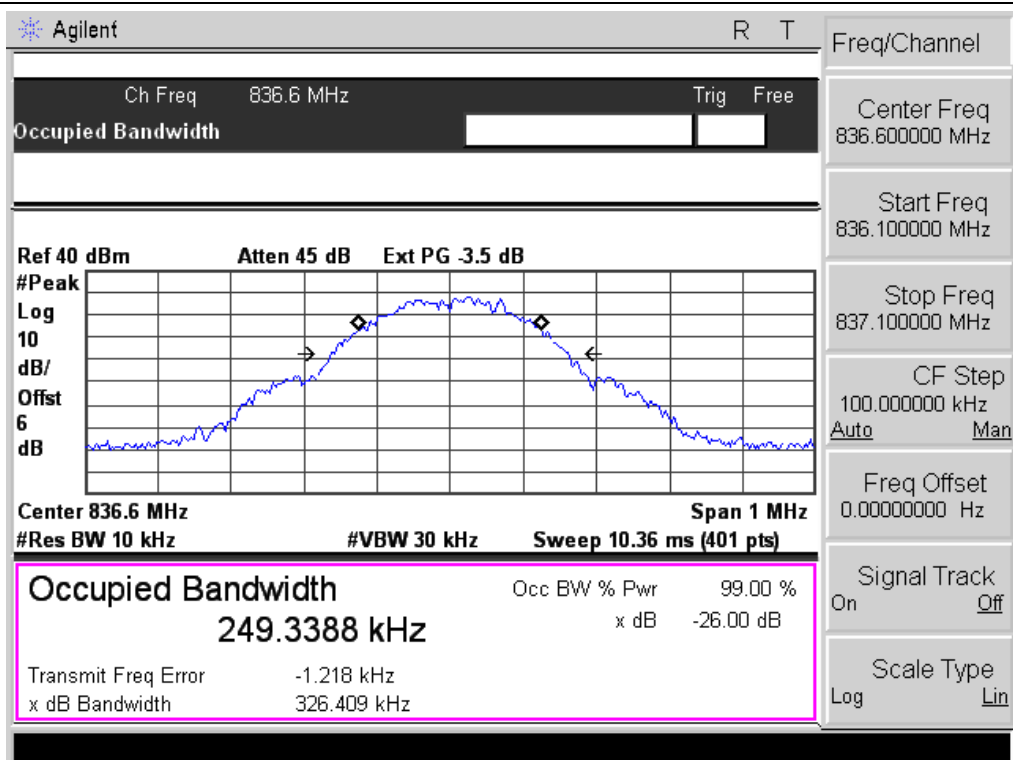 Agilent R T
Ch Freq 836.6 MHz Trig Free
Occupied Bandwidth
Ref 40 dBm Atten 45 dB Ext PG -3.5 dB
#Peak
Log
10
dB/
Offst
6
dB
Center 836.6 MHz Span 1 MHz
#Res BW 10 kHz #VBW 30 kHz Sweep 10.36 ms (401 pts)
Occupied Bandwidth Occ BW % Pwr 99.00 %
249.3388 kHz x dB -26.00 dB
Transmit Freq Error -1.218 kHz
x dB Bandwidth 326.409 kHz
Freq/Channel
Center Freq
836.600000 MHz
Start Freq
836.100000 MHz
Stop Freq
837.100000 MHz
CF Step
100.000000 kHz
Auto Man
Freq Offset
0.00000000 Hz
Signal Track
On Off
Scale Type
Log Lin